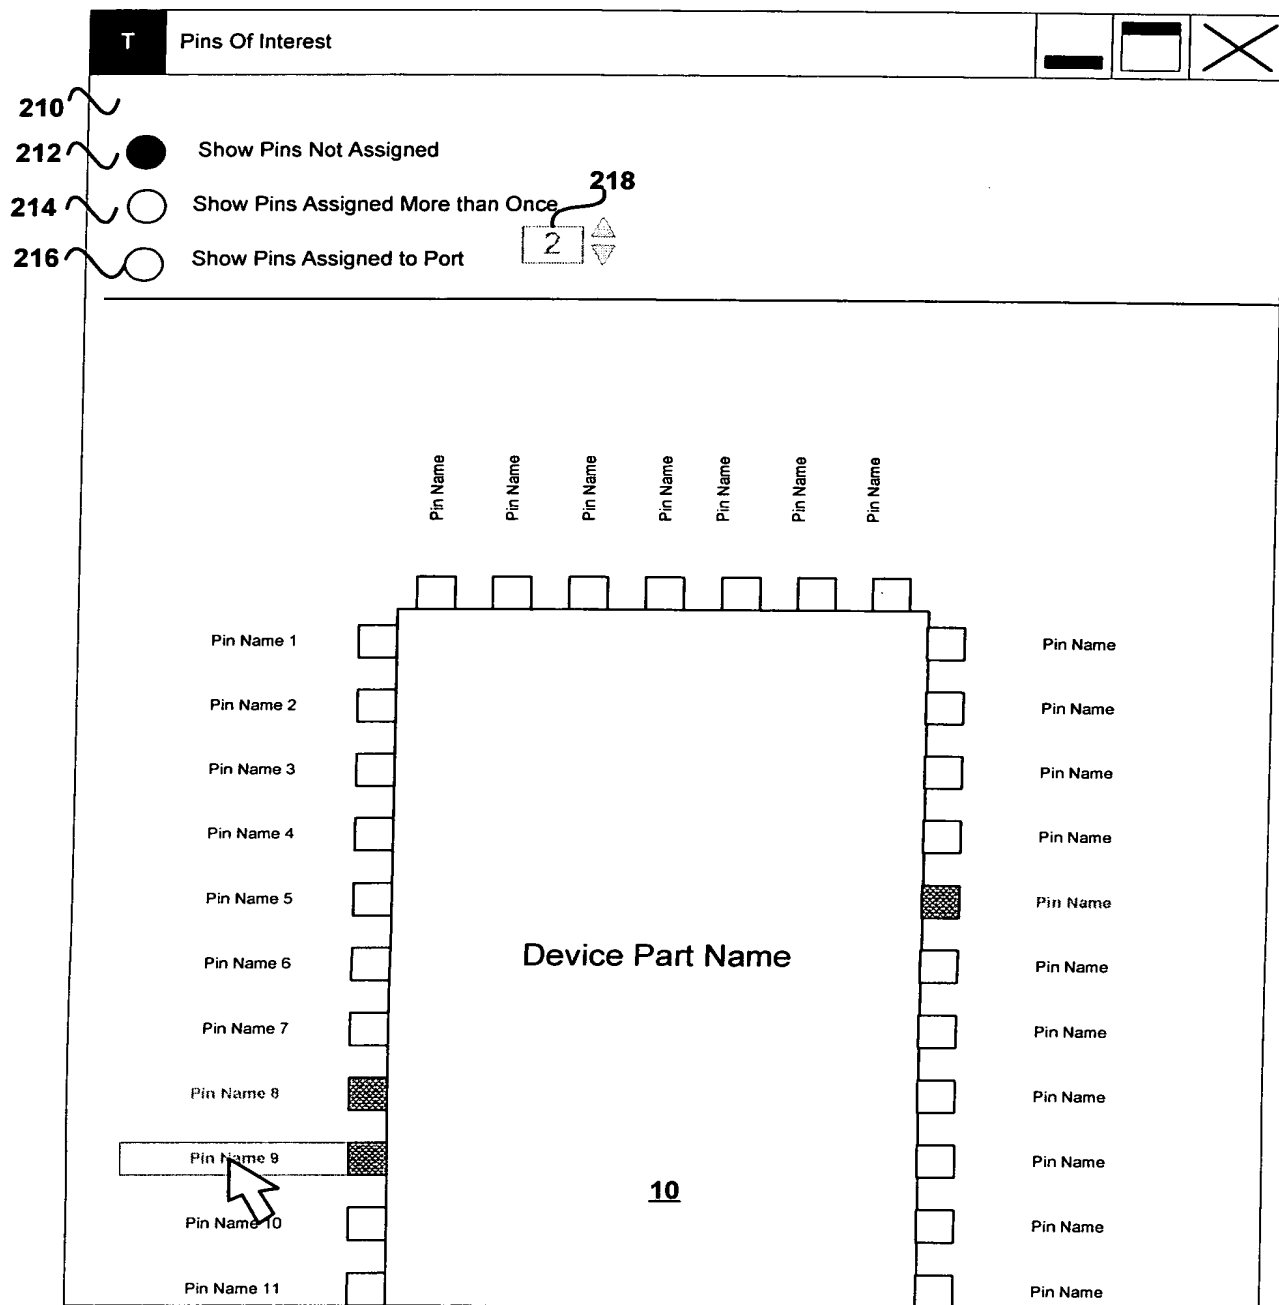 T Pins Of Interest
210
212 Show Pins Not Assigned
218
214 Show Pins Assigned More than Once
2
216 Show Pins Assigned to Port
Pin Name Pin Name Pin Name Pin Name Pin Name Pin Name Pin Name
Pin Name 1 Pin Name
Pin Name 2 Pin Name
Pin Name 3 Pin Name
Pin Name 4 Pin Name
Pin Name 5 Pin Name
Device Part Name
Pin Name 6 Pin Name
Pin Name 7 Pin Name
Pin Name 8 Pin Name
Pin Name 9 Pin Name
10
Pin Name 10 Pin Name
Pin Name 11 Pin Name